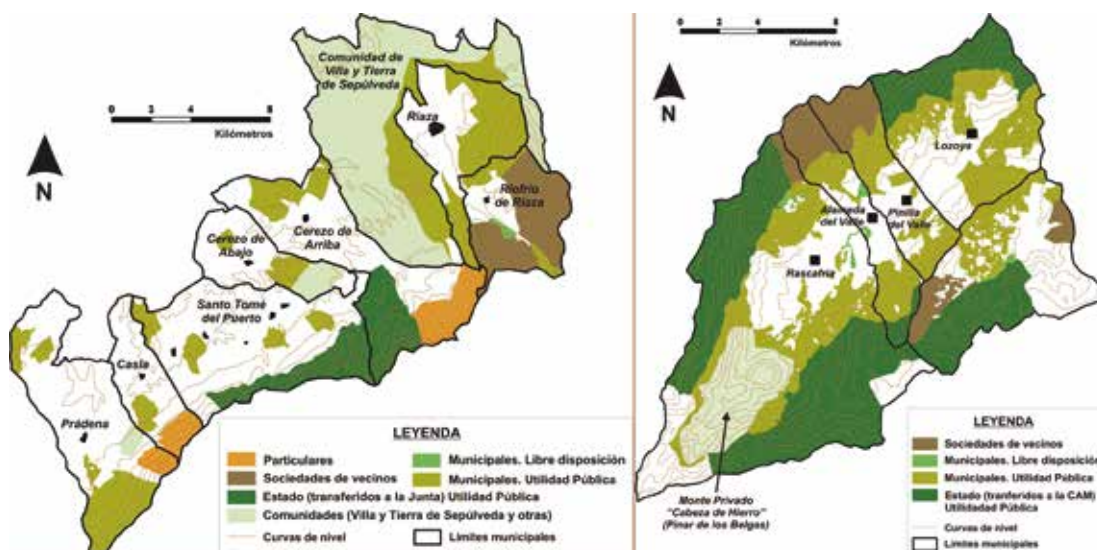 Comunidad de
Villa y Tierra
de Sepúlveda
0 2 4 8
Kilómetros
N
Riaza
Riofrío
de Riaza
Cerezo de
Arriba
Cerezo de
Abajo
Santo Tomé
del Puerto
Casla
Prádena
LEYENDA
Particulares
Sociedades de vecinos
Estado (transferidos a la Junta) Utilidad Pública
Comunidades (Villa y Tierra de Sepúlveda y otras)
Curvas de nivel
Municipales. Libre disposición
Municipales. Utilidad Pública
Límites municipales
0 2 4 8
Kilómetros
N
Lozoya
Alameda
del Valle
Pinilla
del Valle
Rascafría
Monte Privado
"Cabeza de Hierro"
(Pinar de los Belgas)
LEYENDA
Sociedades de vecinos
Municipales. Libre disposición
Municipales. Utilidad Pública
Estado (tranferidos a la CAM)
Utilidad Pública
Curvas de nivel
Límites municipales